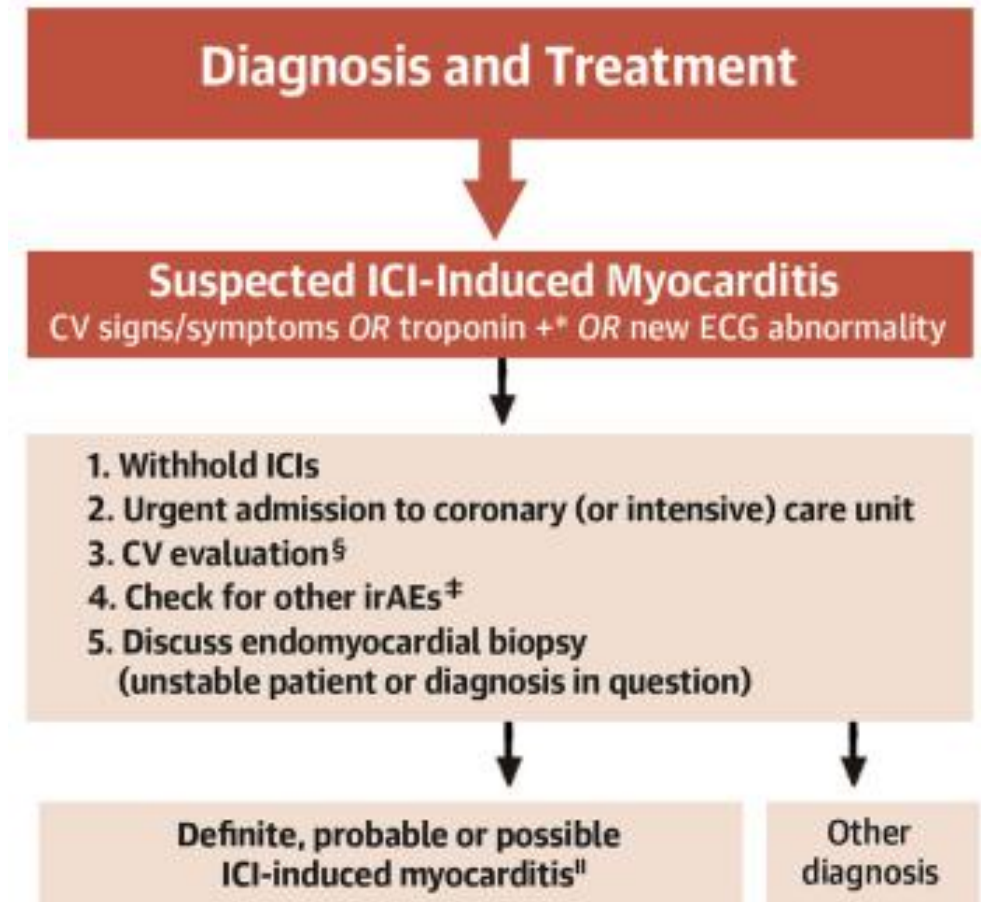 Diagnosis and Treatment
Suspected ICI-Induced Myocarditis
CV signs/symptoms OR troponin +* OR new ECG abnormality
1. Withhold ICIs
2. Urgent admission to coronary (or intensive) care unit
3. CV evaluation§
4. Check for other irAEs‡
5. Discuss endomyocardial biopsy
(unstable patient or diagnosis in question)
Definite, probable or possible
ICI-induced myocarditis‖
Other
diagnosis